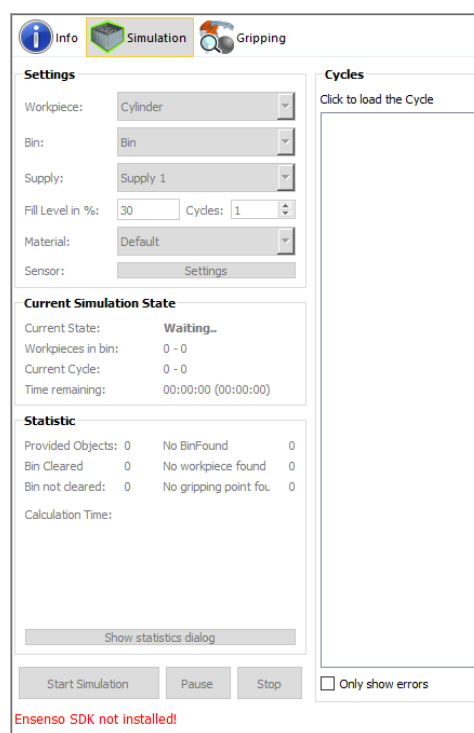 Info Simulation Gripping
Settings
Workpiece: Cylinder
Bin: Bin
Supply: Supply 1
Fill Level in %: 30 Cycles: 1
Material: Default
Sensor: Settings
Current Simulation State
Current State: Waiting..
Workpieces in bin: 0 - 0
Current Cycle: 0 - 0
Time remaining: 00:00:00 (00:00:00)
Statistic
Provided Objects: 0 No BinFound 0
Bin Cleared 0 No workpiece found 0
Bin not cleared: 0 No gripping point fou 0
Calculation Time:
Show statistics dialog
Start Simulation Pause Stop
Ensenso SDK not installed!
Cycles
Click to load the Cycle
Only show errors